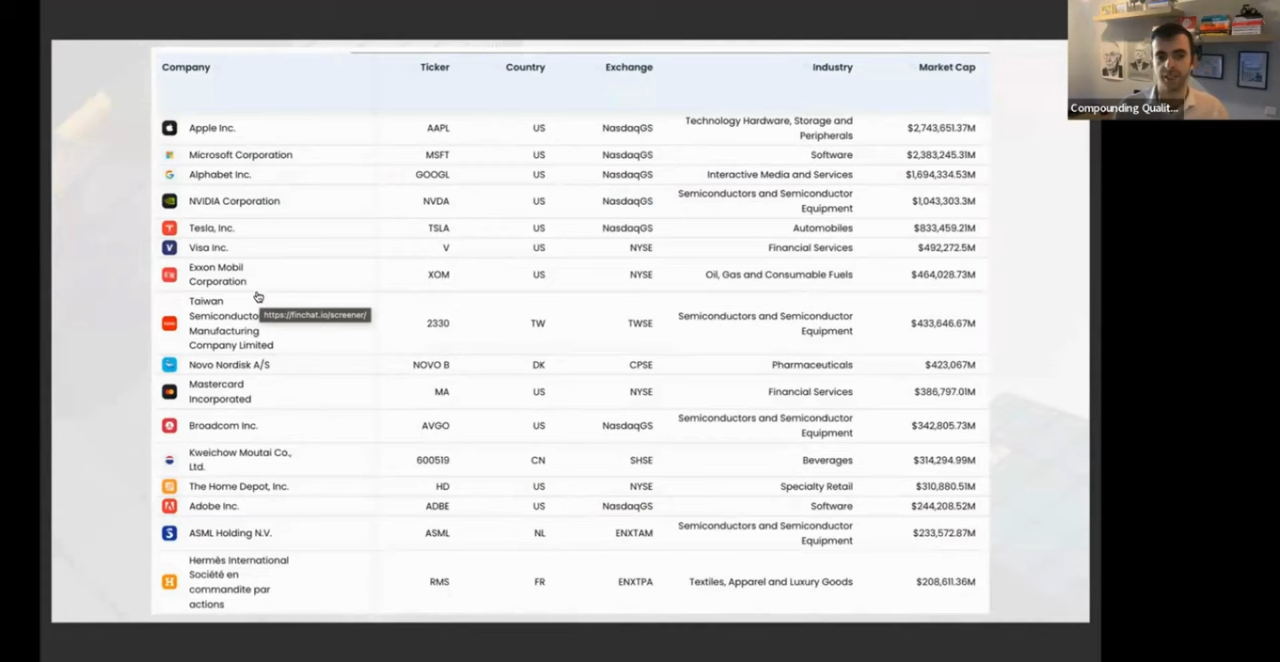 Company Ticker Country Exchange Industry Market Cap
Compounding Qualit...
Apple Inc. AAPL US NasdaqGS Technology Hardware, Storage and
Peripherals $2,743,651.37M
Microsoft Corporation MSFT US NasdaqGS Software $2,383,245.31M
Alphabet Inc. GOOGL US NasdaqGS Interactive Media and Services $1,694,334.53M
NVIDIA Corporation NVDA US NasdaqGS Semiconductors and Semiconductor
Equipment $1,043,303.3M
Tesla, Inc. TSLA US NasdaqGS Automobiles $833,459.21M
Visa Inc. V US NYSE Financial Services $492,272.5M
Exxon Mobil
Corporation XOM US NYSE Oil, Gas and Consumable Fuels $464,028.73M
Taiwan
Semiconducto
https://finchat.io/screener/
Manufacturing
Company Limited 2330 TW TWSE Semiconductors and Semiconductor
Equipment $433,646.67M
Novo Nordisk A/S NOVO B DK CPSE Pharmaceuticals $423,067M
Mastercard
Incorporated MA US NYSE Financial Services $386,797.01M
Broadcom Inc. AVGO US NasdaqGS Semiconductors and Semiconductor
Equipment $342,805.73M
Kweichow Moutai Co.,
Ltd. 600519 CN SHSE Beverages $314,294.99M
The Home Depot, Inc. HD US NYSE Specialty Retail $310,880.51M
Adobe Inc. ADBE US NasdaqGS Software $244,208.52M
ASML Holding N.V. ASML NL ENXTAM Semiconductors and Semiconductor
Equipment $233,572.87M
Hermès International
Société en
commandite par
actions RMS FR ENXTPA Textiles, Apparel and Luxury Goods $208,611.36M